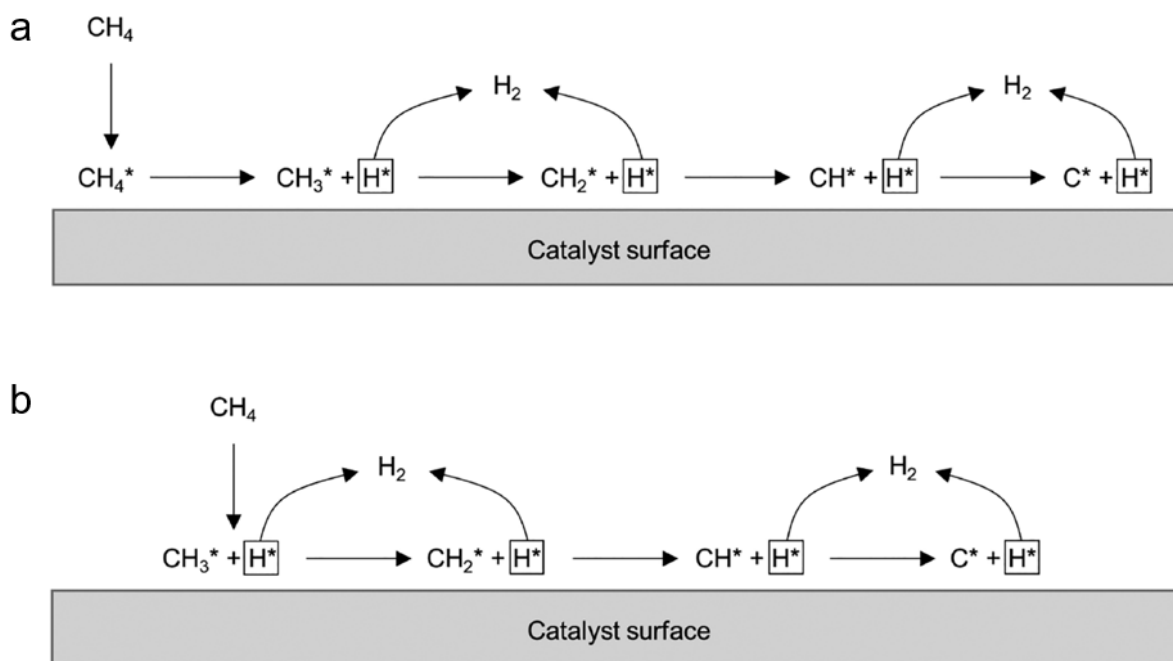 a
CH₄
H₂ H₂
CH₄* CH₃* + H* CH₂* + H* CH* + H* C* + H*
Catalyst surface
b
CH₄
H₂ H₂
CH₃* + H* CH₂* + H* CH* + H* C* + H*
Catalyst surface